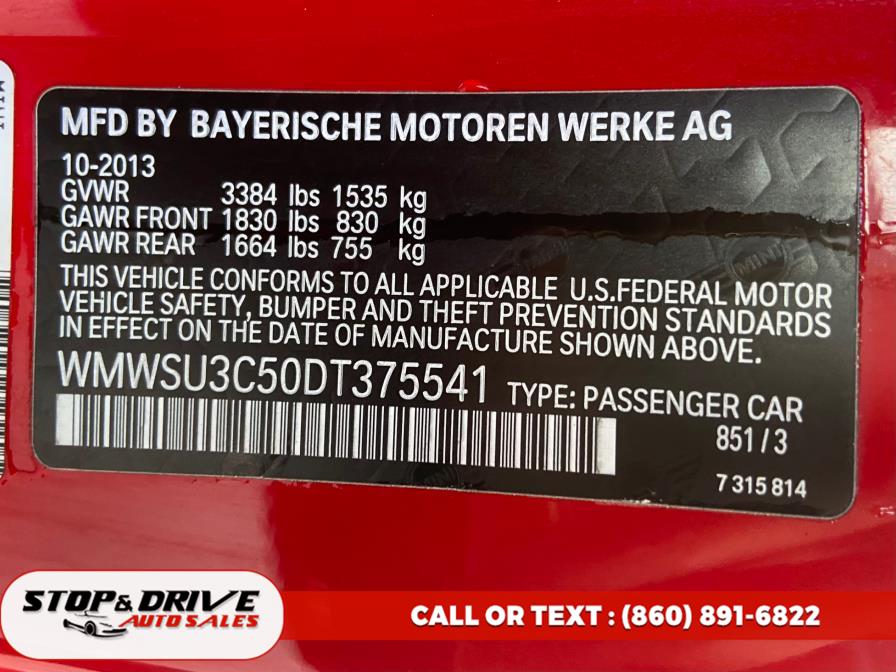 MFD BY BAYERISCHE MOTOREN WERKE AG
10-2013
GVWR 3384 lbs 1535 kg
GAWR FRONT 1830 lbs 830 kg
GAWR REAR 1664 lbs 755 kg
THIS VEHICLE CONFORMS TO ALL APPLICABLE U.S.FEDERAL MOTOR
VEHICLE SAFETY, BUMPER AND THEFT PREVENTION STANDARDS
IN EFFECT ON THE DATE OF MANUFACTURE SHOWN ABOVE.
WMWSU3C50DT375541 TYPE: PASSENGER CAR
851 / 3
7 315 814
STOP & DRIVE
AUTO SALES
CALL OR TEXT : (860) 891-6822